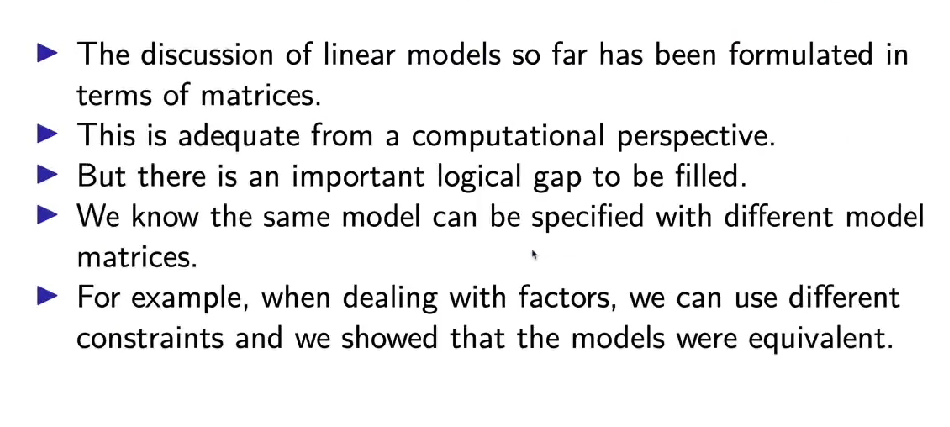 The discussion of linear models so far has been formulated in
terms of matrices.
This is adequate from a computational perspective.
But there is an important logical gap to be filled.
We know the same model can be specified with different model
matrices.
For example, when dealing with factors, we can use different
constraints and we showed that the models were equivalent.